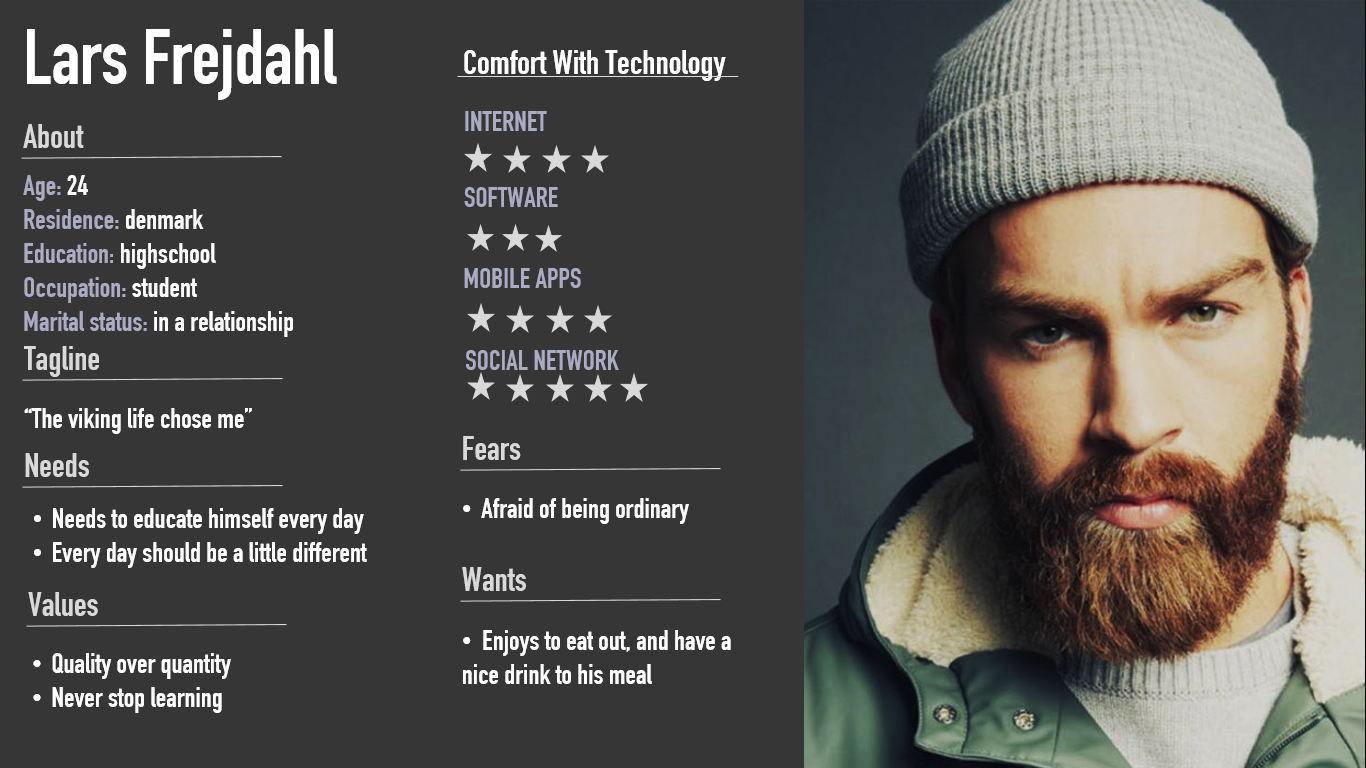 Lars Frejdahl
About
Age: 24
Residence: denmark
Education: highschool
Occupation: student
Marital status: in a relationship
Tagline
“The viking life chose me”
Needs
• Needs to educate himself every day
• Every day should be a little different
Values
• Quality over quantity
• Never stop learning
Comfort With Technology
INTERNET
★ ★ ★ ★
SOFTWARE
★ ★ ★
MOBILE APPS
★ ★ ★ ★
SOCIAL NETWORK
★ ★ ★ ★ ★
Fears
• Afraid of being ordinary
Wants
• Enjoys to eat out, and have a
nice drink to his meal